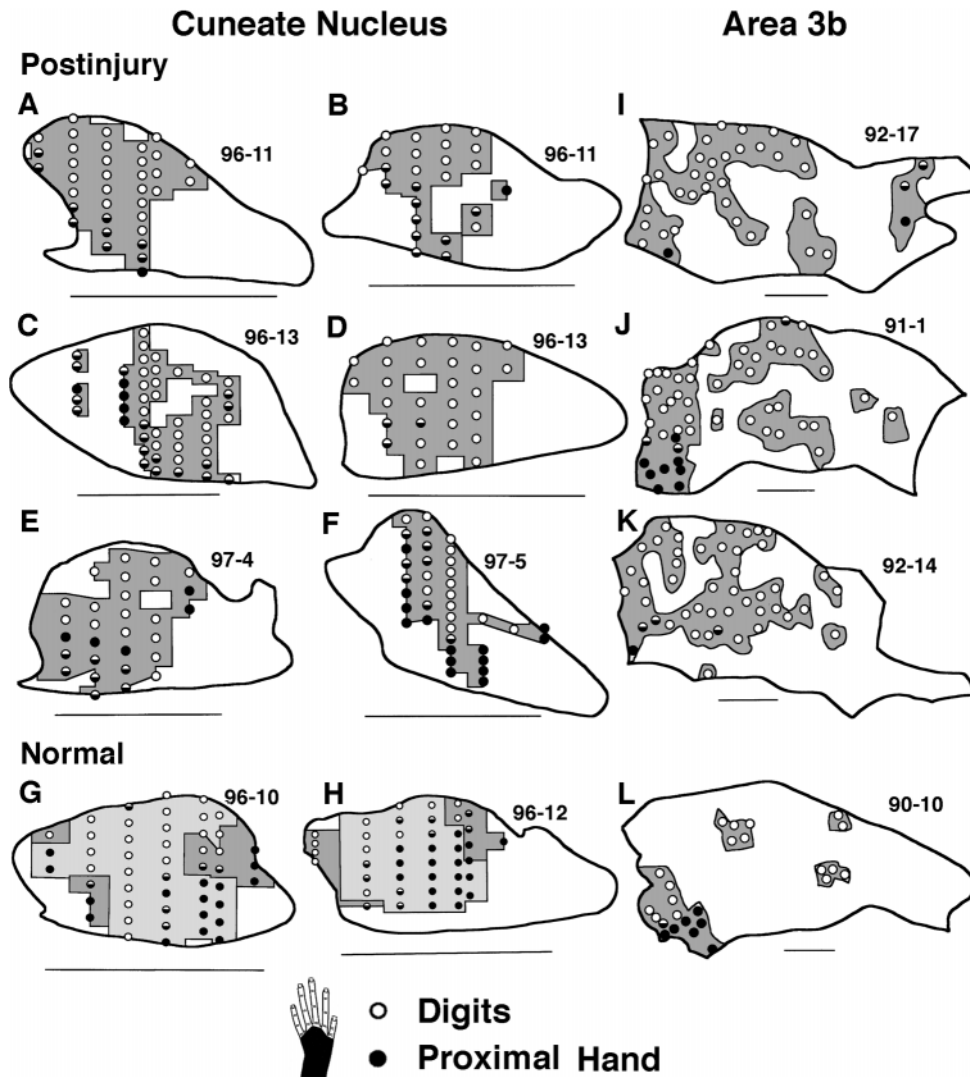 Cuneate Nucleus Area 3b
Postinjury
A B I
96-11 96-11 92-17
C D J
96-13 96-13 91-1
E F K
97-4 97-5 92-14
Normal
G H L
96-10 96-12 90-10
Digits
Proximal Hand